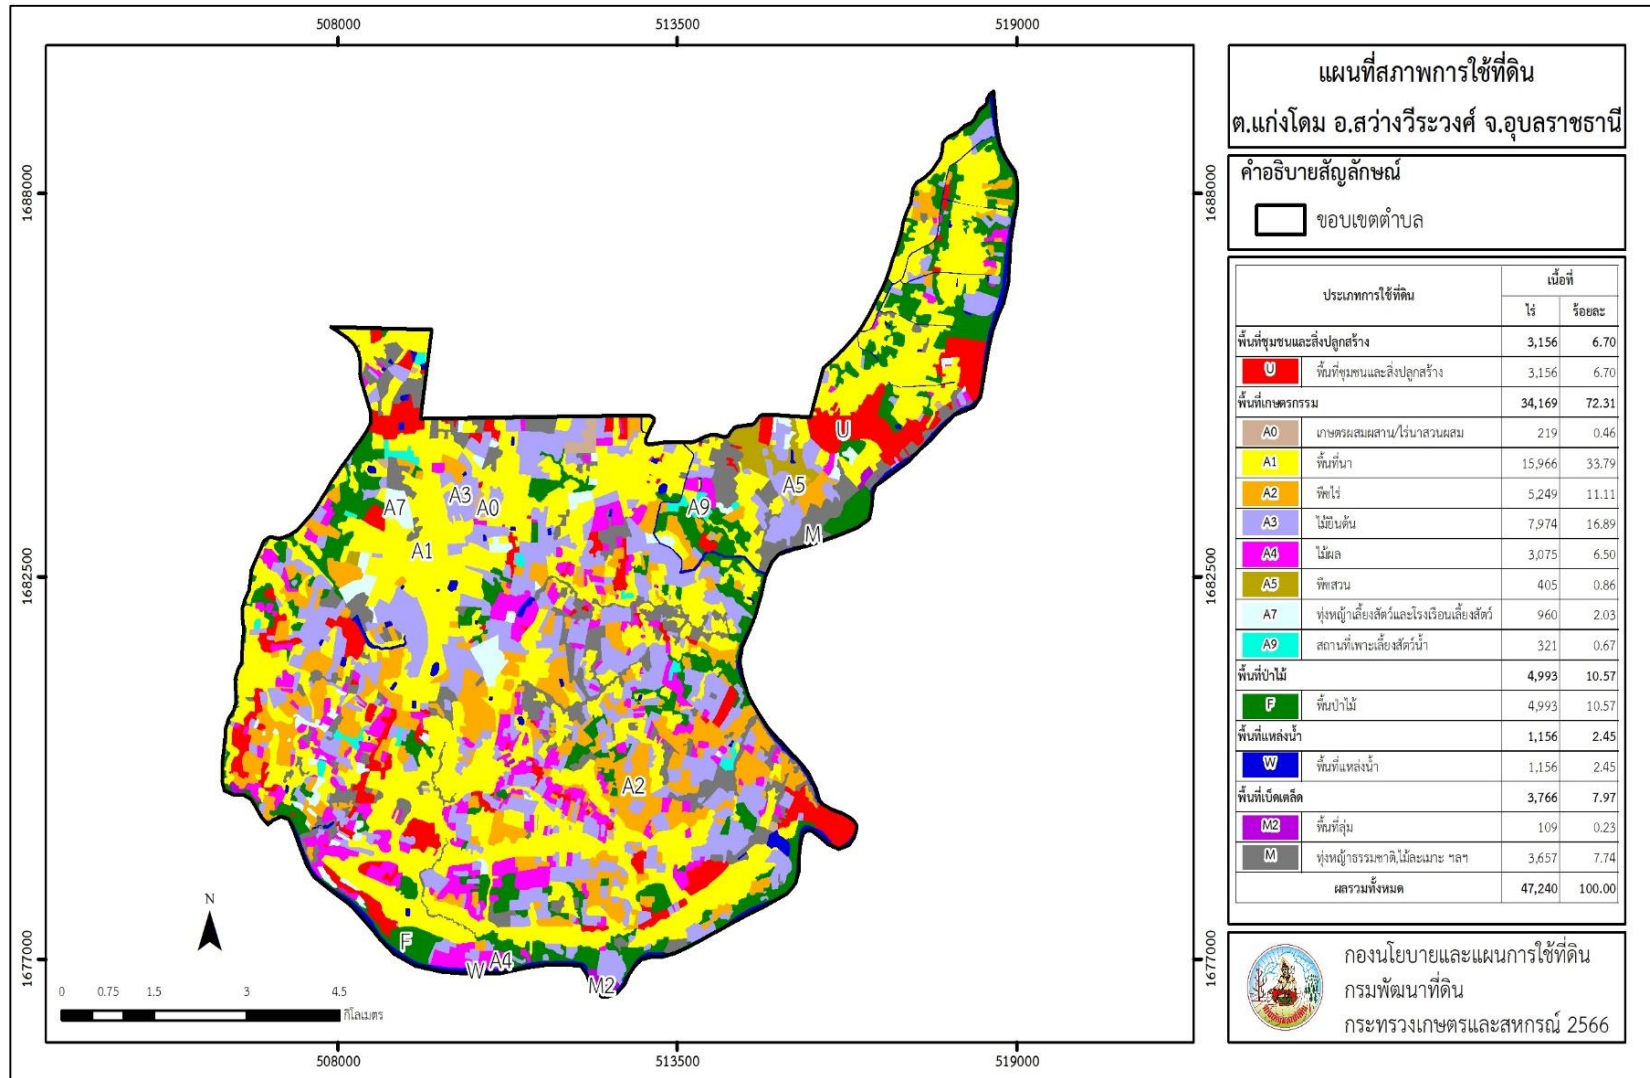 508000 513500 519000
1688000 1688000
1682500 1682500
1677000 1677000
508000 513500 519000
U
A5
A3
A0
A7
A9
M
A1
A2
F
A4
W
M2
N
0 0.75 1.5 3 4.5
กิโลเมตร
แผนที่สภาพการใช้ที่ดิน
ต.แก่งโดม อ.สว่างวีระวงศ์ จ.อุบลราชธานี
คำอธิบายสัญลักษณ์
ขอบเขตตำบล
ประเภทการใช้ที่ดิน เนื้อที่
ไร่ ร้อยละ
พื้นที่ชุมชนและสิ่งปลูกสร้าง 3,156 6.70
U พื้นที่ชุมชนและสิ่งปลูกสร้าง 3,156 6.70
พื้นที่เกษตรกรรม 34,169 72.31
A0 เกษตรผสมผสาน/ไร่นาสวนผสม 219 0.46
A1 พื้นที่นา 15,966 33.79
A2 พืชไร่ 5,249 11.11
A3 ไม้ยืนต้น 7,974 16.89
A4 ไม้ผล 3,075 6.50
A5 พืชสวน 405 0.86
A7 ทุ่งหญ้าเลี้ยงสัตว์และโรงเรือนเลี้ยงสัตว์ 960 2.03
A9 สถานที่เพาะเลี้ยงสัตว์น้ำ 321 0.67
พื้นที่ป่าไม้ 4,993 10.57
F พื้นป่าไม้ 4,993 10.57
พื้นที่แหล่งน้ำ 1,156 2.45
W พื้นที่แหล่งน้ำ 1,156 2.45
พื้นที่เบ็ดเตล็ด 3,766 7.97
M2 พื้นที่ลุ่ม 109 0.23
M ทุ่งหญ้าธรรมชาติ,ไม้ละเมาะ ฯลฯ 3,657 7.74
ผลรวมทั้งหมด 47,240 100.00
กองนโยบายและแผนการใช้ที่ดิน
กรมพัฒนาที่ดิน
กระทรวงเกษตรและสหกรณ์ 2566